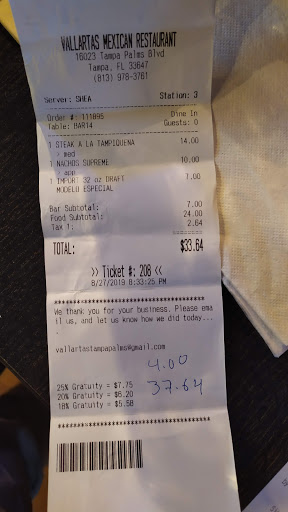 VALLARTAS MEXICAN RESTAURANT
16023 Tampa Palms Blvd
Tampa, FL 33647
(813) 978-3761
Server: SHEA Station: 3
Order #: 111095 Dine In
Table: BAR14 Guests: 0
1 STEAK A LA TAMPIQUENA 14.00
> med
1 NACHOS SUPREME 10.00
> app
1 IMPORT 32 oz DRAFT 7.00
MODELO ESPECIAL
Bar Subtotal: 7.00
Food Subtotal: 24.00
Tax 1: 2.64
TOTAL: $33.64
>> Ticket #: 208 <<
8/27/2019 8:33:25 PM
We thank you for your business. Please ema
il us, and let us know how we did today...
.
vallartastampapalms@gmail.com
4.00
37.64
25% Gratuity = $7.75
20% Gratuity = $6.20
18% Gratuity = $5.58